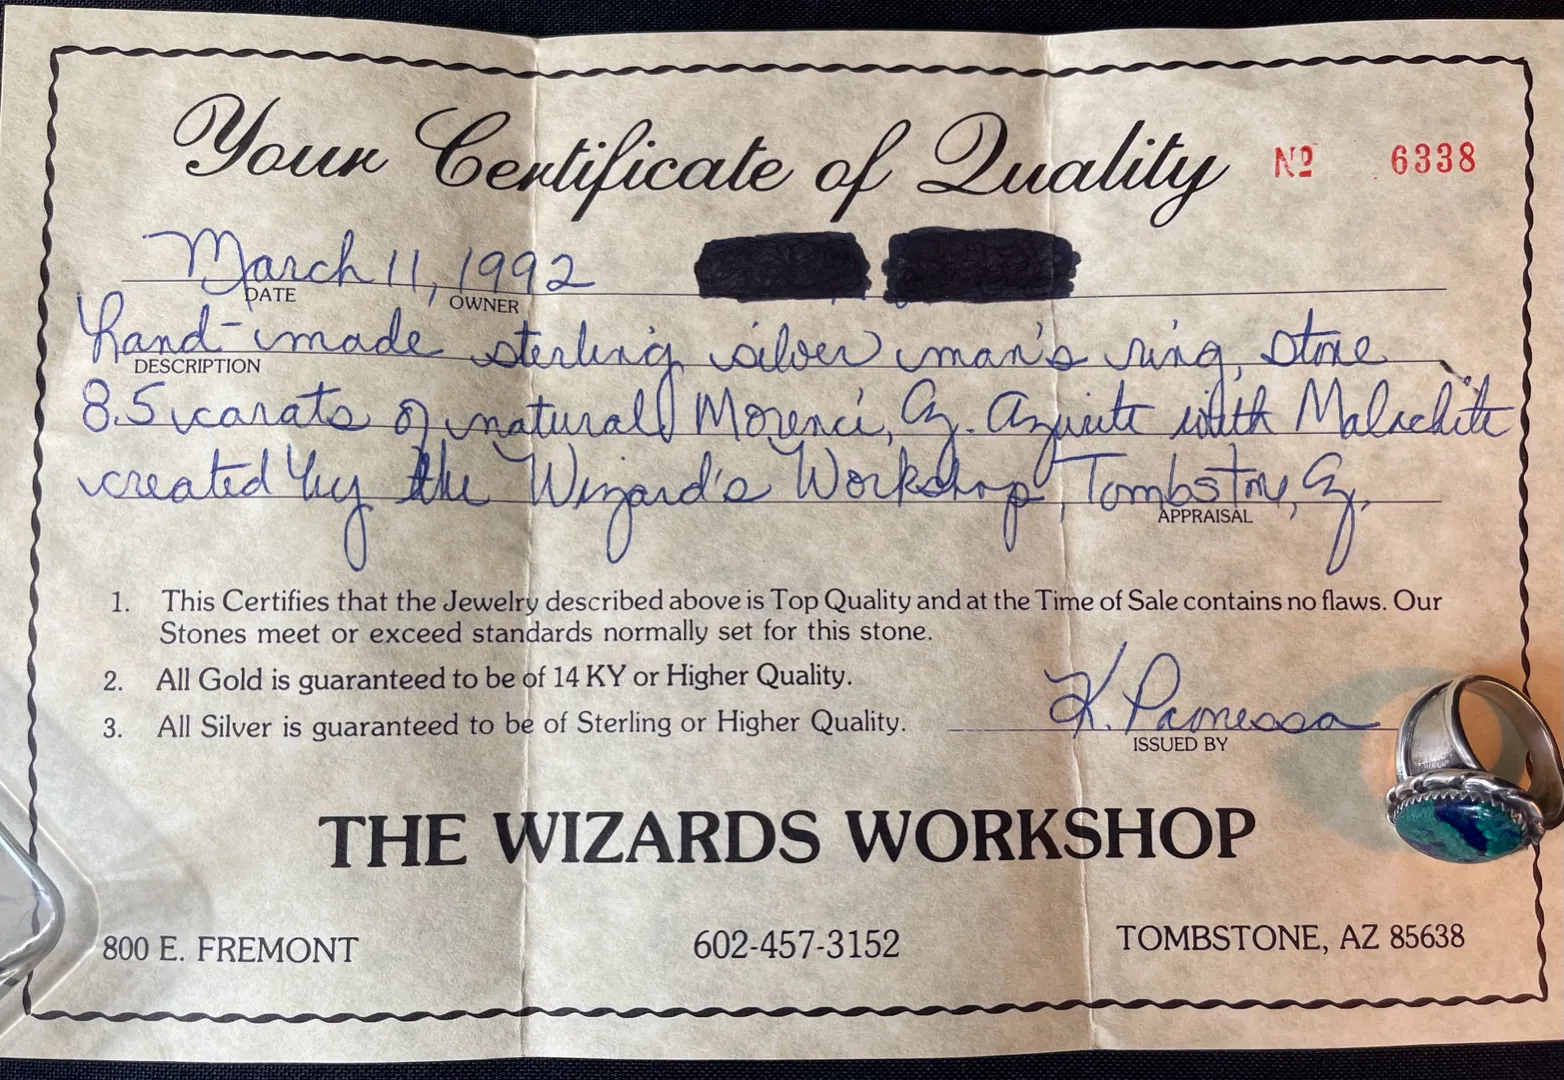 Your Certificate of Quality Nº 6338
March 11, 1992
DATE OWNER
hand-made sterling silver man's ring, stone
DESCRIPTION
8.5 carats of natural Morenci, Az. Azurite with Malachite
created by the Wizard's Workshop, Tombstone, Az.
APPRAISAL
1. This Certifies that the Jewelry described above is Top Quality and at the Time of Sale contains no flaws. Our
Stones meet or exceed standards normally set for this stone.
2. All Gold is guaranteed to be of 14 KY or Higher Quality.
3. All Silver is guaranteed to be of Sterling or Higher Quality.
K.
ISSUED BY
THE WIZARDS WORKSHOP
800 E. FREMONT 602-457-3152 TOMBSTONE, AZ 85638